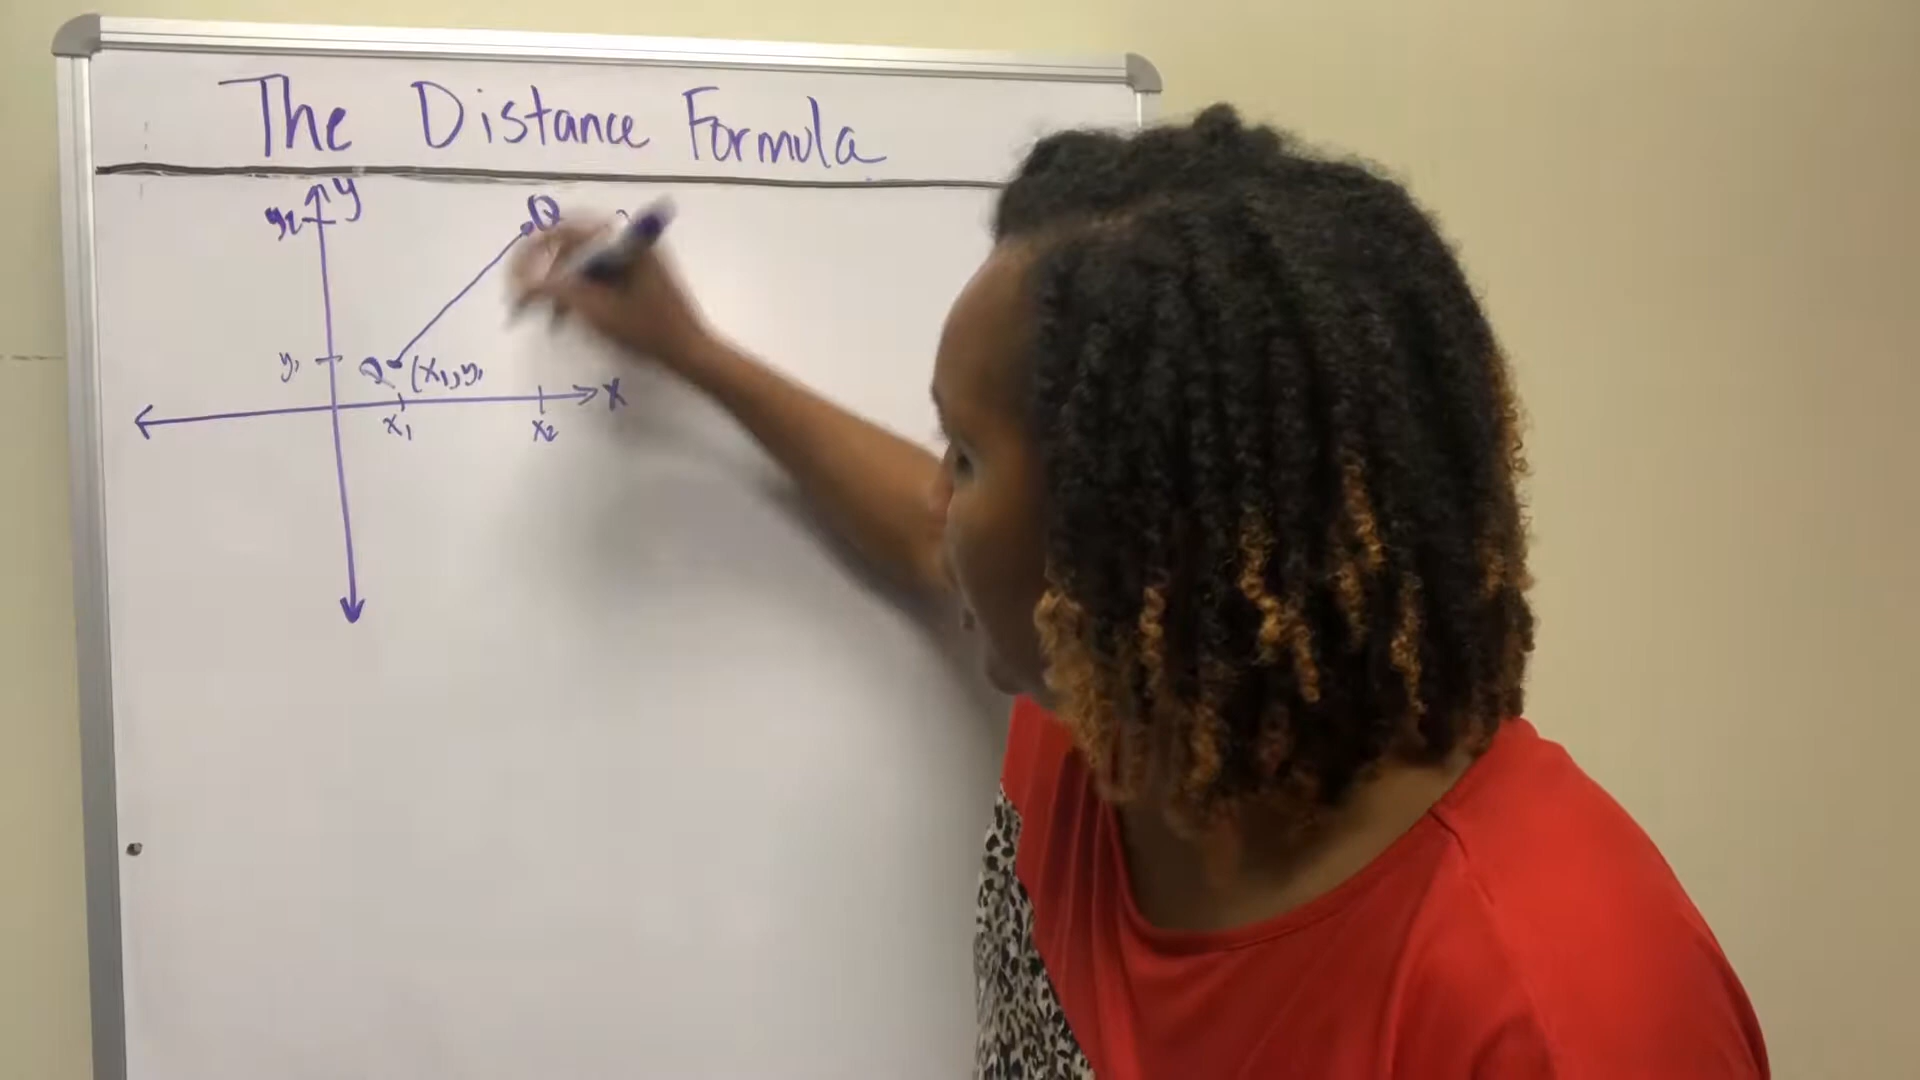 The Distance Formula
y
y2
Q
y1
(x1, y1
x
x1
x2